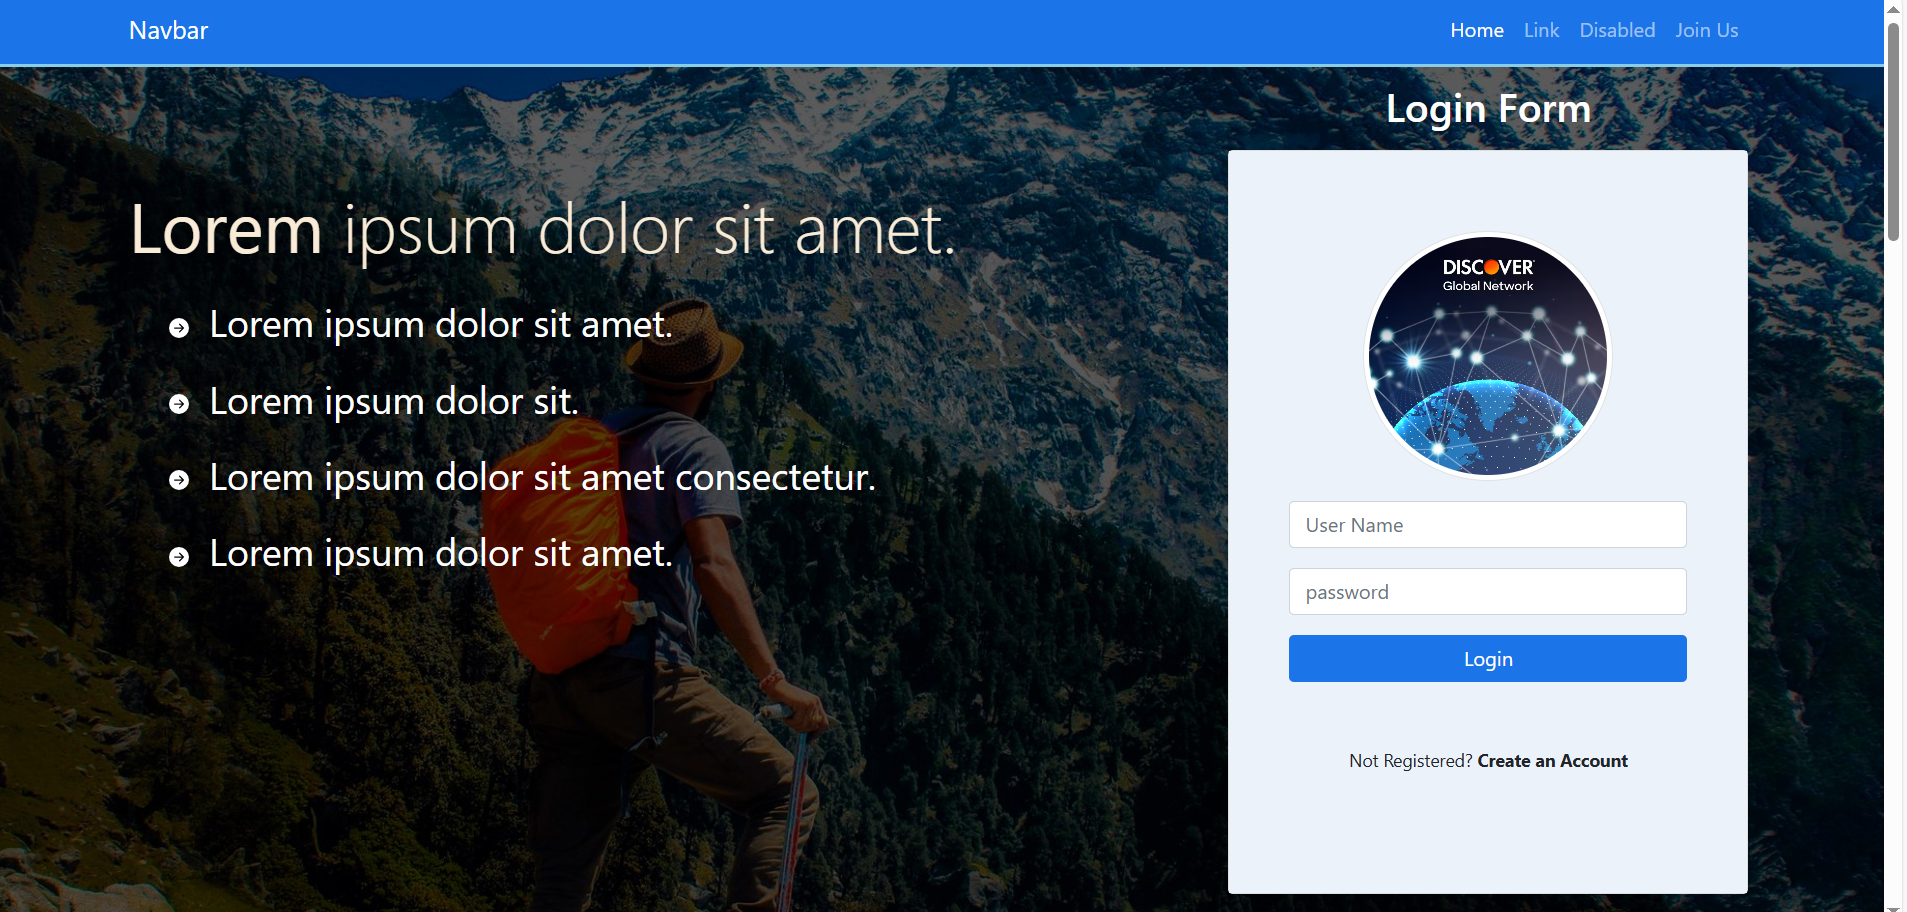 Navbar
Home Link Disabled Join Us
Login Form
Lorem ipsum dolor sit amet.
Lorem ipsum dolor sit amet.
Lorem ipsum dolor sit.
Lorem ipsum dolor sit amet consectetur.
Lorem ipsum dolor sit amet.
DISCOVER
Global Network
User Name
password
Login
Not Registered? Create an Account